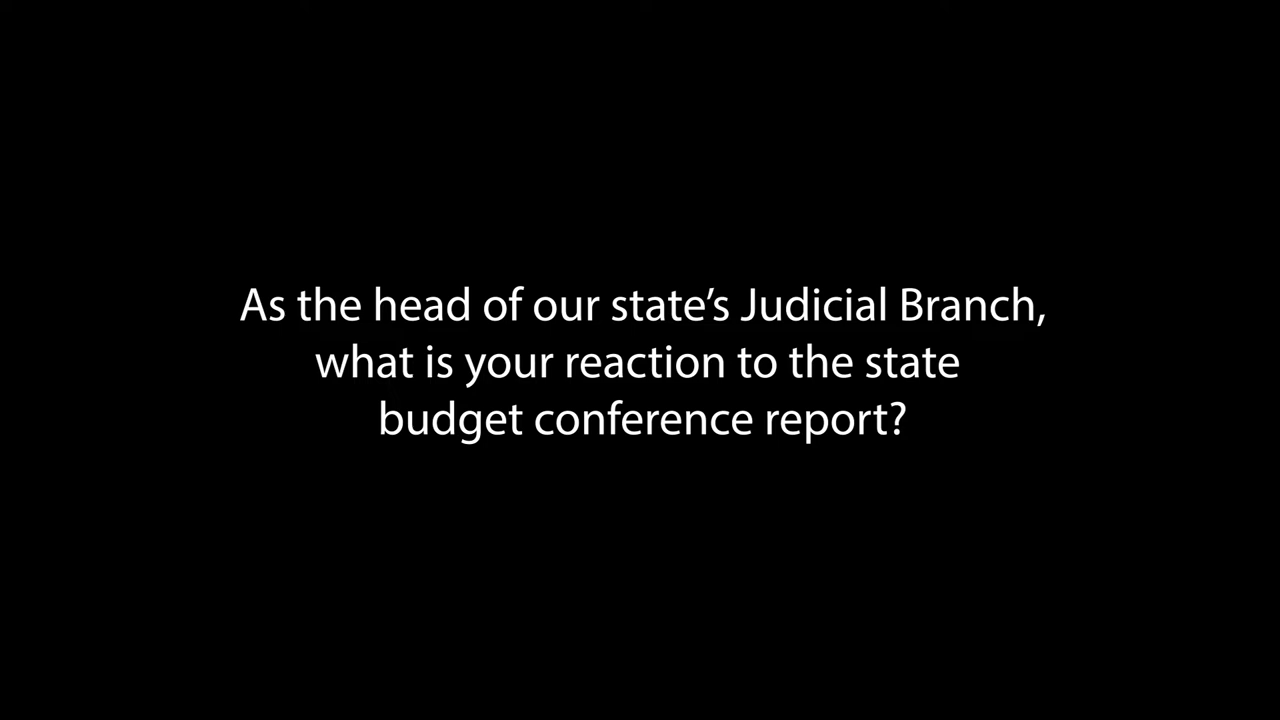 As the head of our state’s Judicial Branch,
what is your reaction to the state
budget conference report?